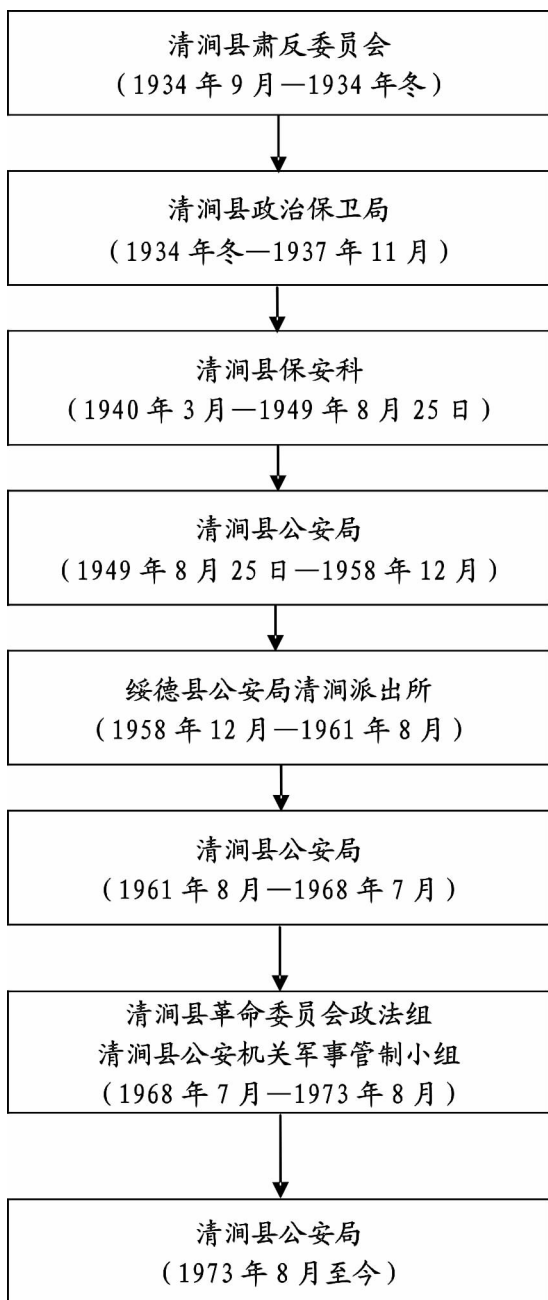 清涧县肃反委员会
（1934 年 9 月—1934 年冬）
清涧县政治保卫局
（1934 年冬—1937 年 11 月）
清涧县保安科
（1940 年 3 月—1949 年 8 月 25 日）
清涧县公安局
（1949 年 8 月 25 日—1958 年 12 月）
绥德县公安局清涧派出所
（1958 年 12 月—1961 年 8 月）
清涧县公安局
（1961 年 8 月—1968 年 7 月）
清涧县革命委员会政法组
清涧县公安机关军事管制小组
（1968 年 7 月—1973 年 8 月）
清涧县公安局
（1973 年 8 月至今）